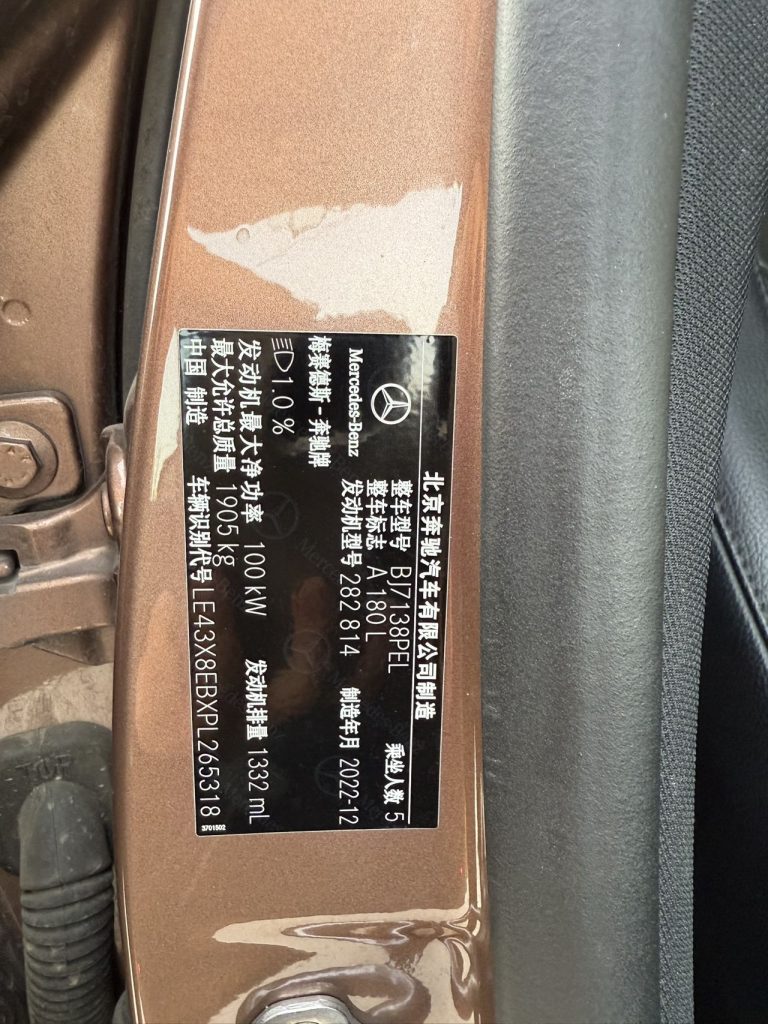 北京奔驰汽车有限公司制造
Mercedes-Benz
整车型号 BJ7138PEL 乘坐人数 5
整车标志 A 180 L
梅赛德斯-奔驰牌 发动机型号 282 814 制造年月 2022-12
1.0 %
发动机最大净功率 100 kW 发动机排量 1332 mL
最大允许总质量 1905 kg
中国 制造 车辆识别代号 LE43X8EBXPL265318
3701502
TOP